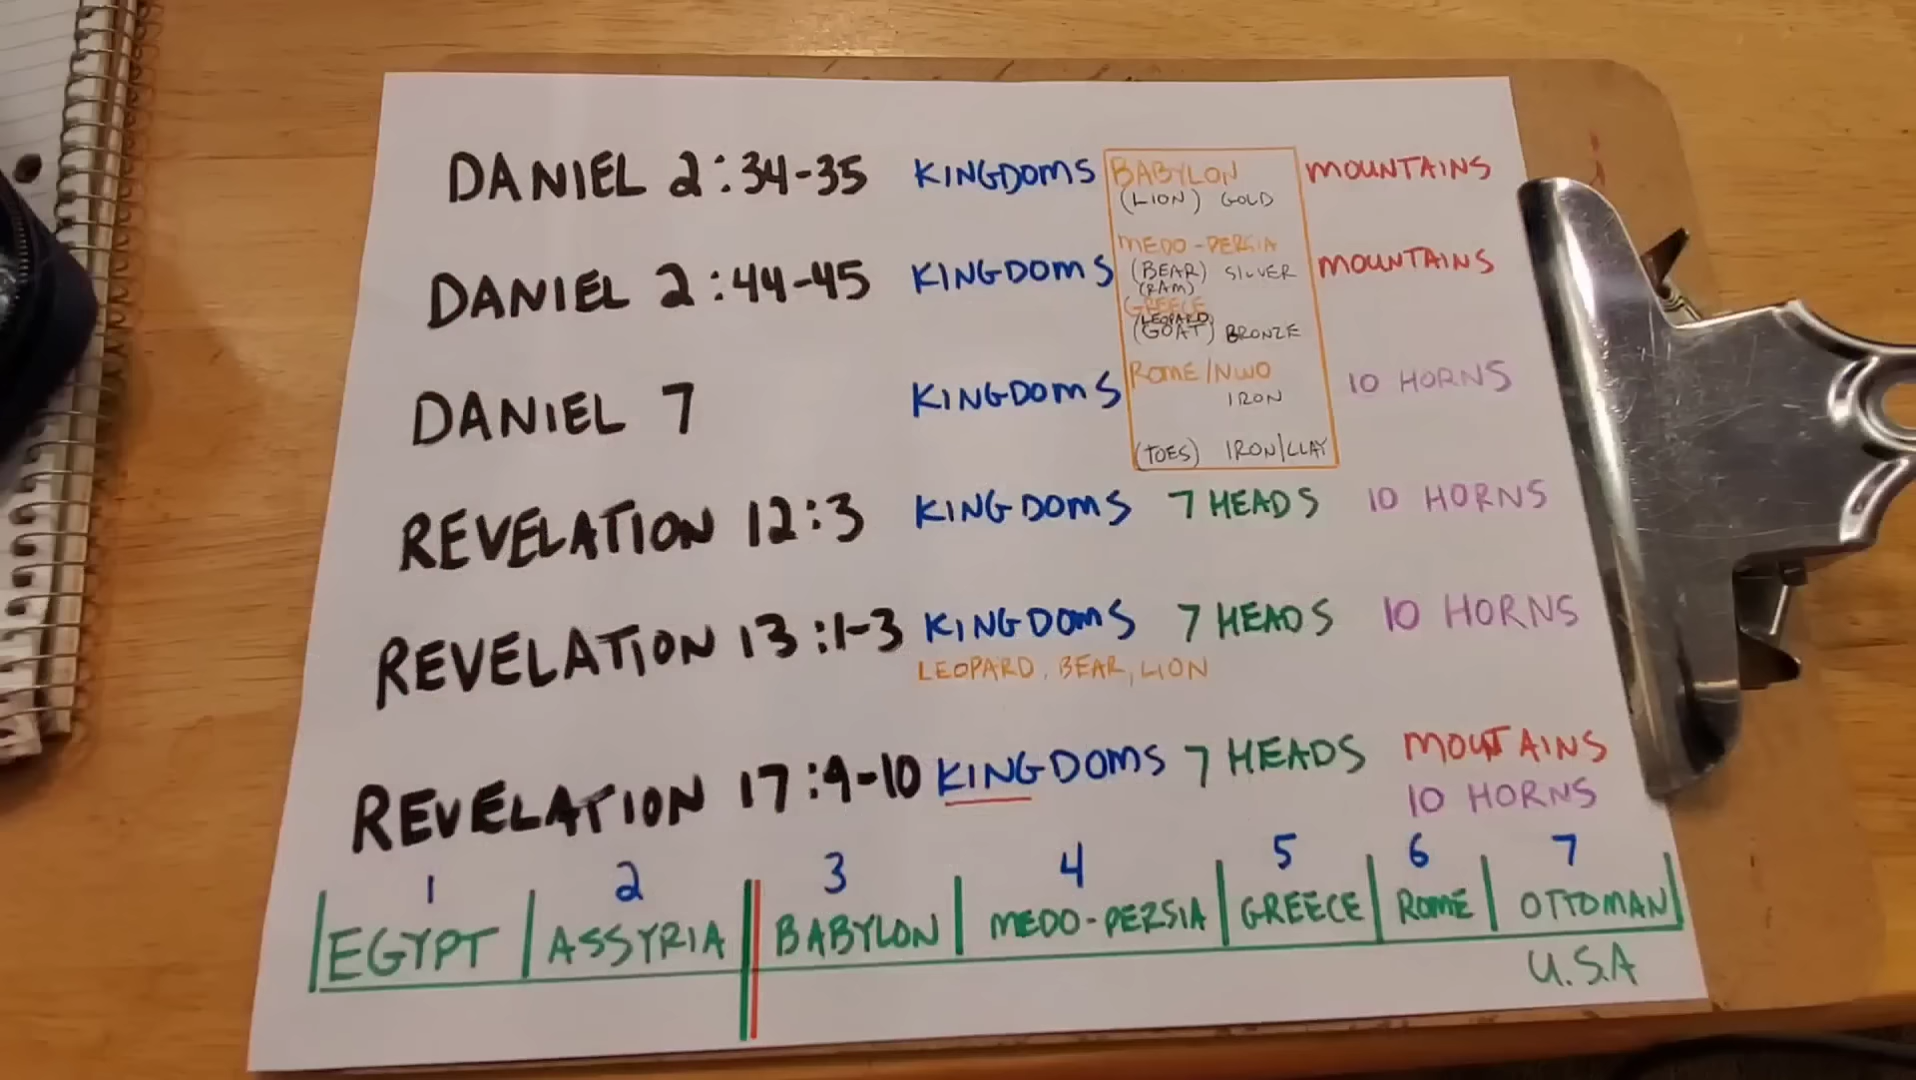 DANIEL 2:34-35 KINGDOMS BABYLON MOUNTAINS
(LION) GOLD
MEDO-PERSIA
DANIEL 2:44-45 KINGDOMS (BEAR) SILVER MOUNTAINS
(RAM)
GREECE
LEOPARD
(GOAT) BRONZE
DANIEL 7 KINGDOMS ROME/NWO 10 HORNS
IRON
(TOES) IRON/CLAY
REVELATION 12:3 KINGDOMS 7 HEADS 10 HORNS
REVELATION 13:1-3 KINGDOMS 7 HEADS 10 HORNS
LEOPARD, BEAR, LION
REVELATION 17:9-10 KINGDOMS 7 HEADS MOUTAINS
10 HORNS
1 2 3 4 5 6 7
EGYPT ASSYRIA BABYLON MEDO-PERSIA GREECE ROME OTTOMAN
U.S.A